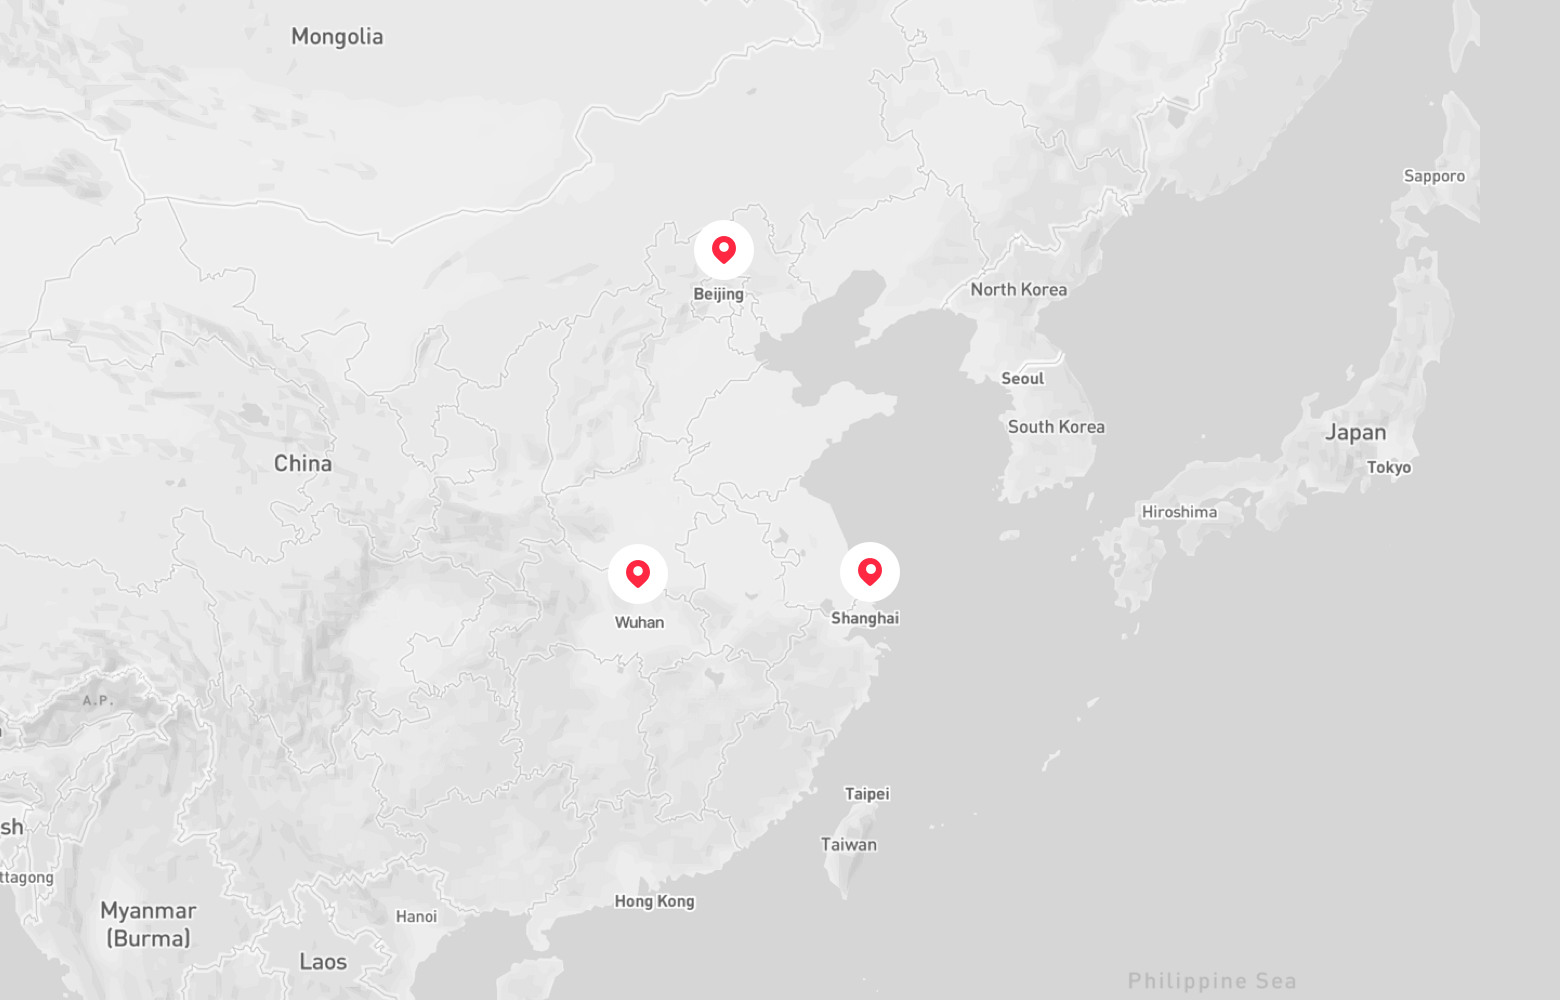 Mongolia
Sapporo
Beijing
North Korea
Seoul
South Korea
Japan
China
Tokyo
Hiroshima
Wuhan
Shanghai
A.P.
Taipei
sh
Taiwan
ttagong
Hong Kong
Myanmar
(Burma)
Hanoi
Laos
Philippine Sea